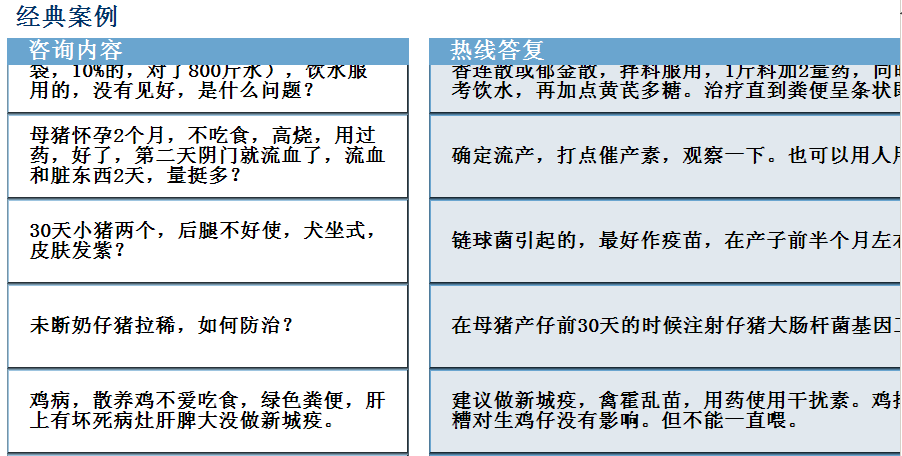 经典案例
咨询内容
热线答复
袋，10%的，对了800斤水），饮水服
用的，没有见好，是什么问题？
香连散或郁金散，拌料服用，1斤料加2量药，同时
考饮水，再加点黄芪多糖。治疗直到粪便呈条状
母猪怀孕2个月，不吃食，高烧，用过
药，好了，第二天阴门就流血了，流血
和脏东西2天，量挺多？
确定流产，打点催产素，观察一下。也可以用人用
30天小猪两个，后腿不好使，犬坐式，
皮肤发紫？
链球菌引起的，最好作疫苗，在产子前半个月左右
未断奶仔猪拉稀，如何防治？
在母猪产仔前30天的时候注射仔猪大肠杆菌基因工
鸡病，散养鸡不爱吃食，绿色粪便，肝
上有坏死病灶肝脾大没做新城疫。
建议做新城疫，禽霍乱苗，用药使用干扰素。鸡
糟对生鸡仔没有影响。但不能一直喂。